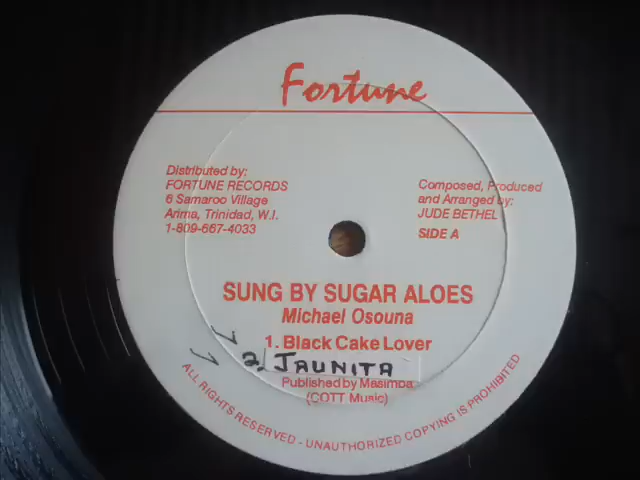 Fortune
Distributed by:
FORTUNE RECORDS
6 Samaroo Village
Arima, Trinidad, W.I.
1-809-667-4033
Composed, Produced
and Arranged by:
JUDE BETHEL
SIDE A
SUNG BY SUGAR ALOES
Michael Osouna
1. Black Cake Lover
2) JAUNITA
Published by Masimba
(COTT Music)
ALL RIGHTS RESERVED - UNAUTHORIZED COPYING IS PROHIBITED